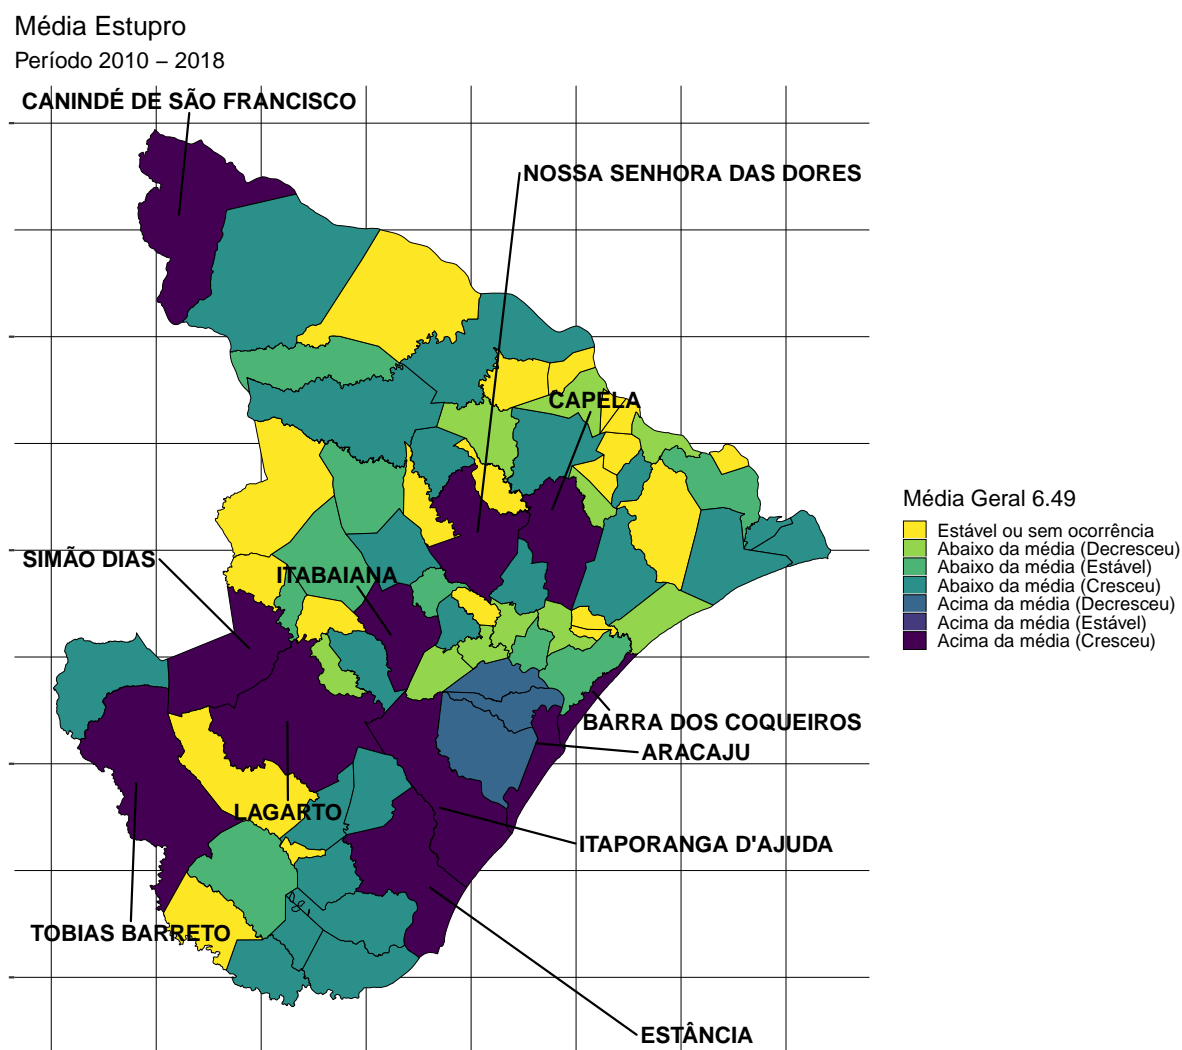 Média Estupro
Período 2010 – 2018
CANINDÉ DE SÃO FRANCISCO
NOSSA SENHORA DAS DORES
CAPELA
SIMÃO DIAS
ITABAIANA
BARRA DOS COQUEIROS
ARACAJU
LAGARTO
ITAPORANGA D'AJUDA
TOBIAS BARRETO
ESTÂNCIA
Média Geral 6.49
Estável ou sem ocorrência
Abaixo da média (Decresceu)
Abaixo da média (Estável)
Abaixo da média (Cresceu)
Acima da média (Decresceu)
Acima da média (Estável)
Acima da média (Cresceu)